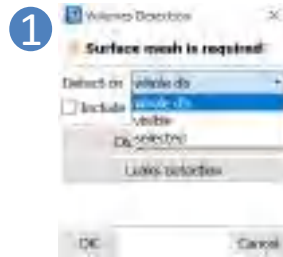 1
Volumes Detection
Surface mesh is required
Detect on whole db
Include
whole db
visible
selected
Leaks detection
OK Cancel